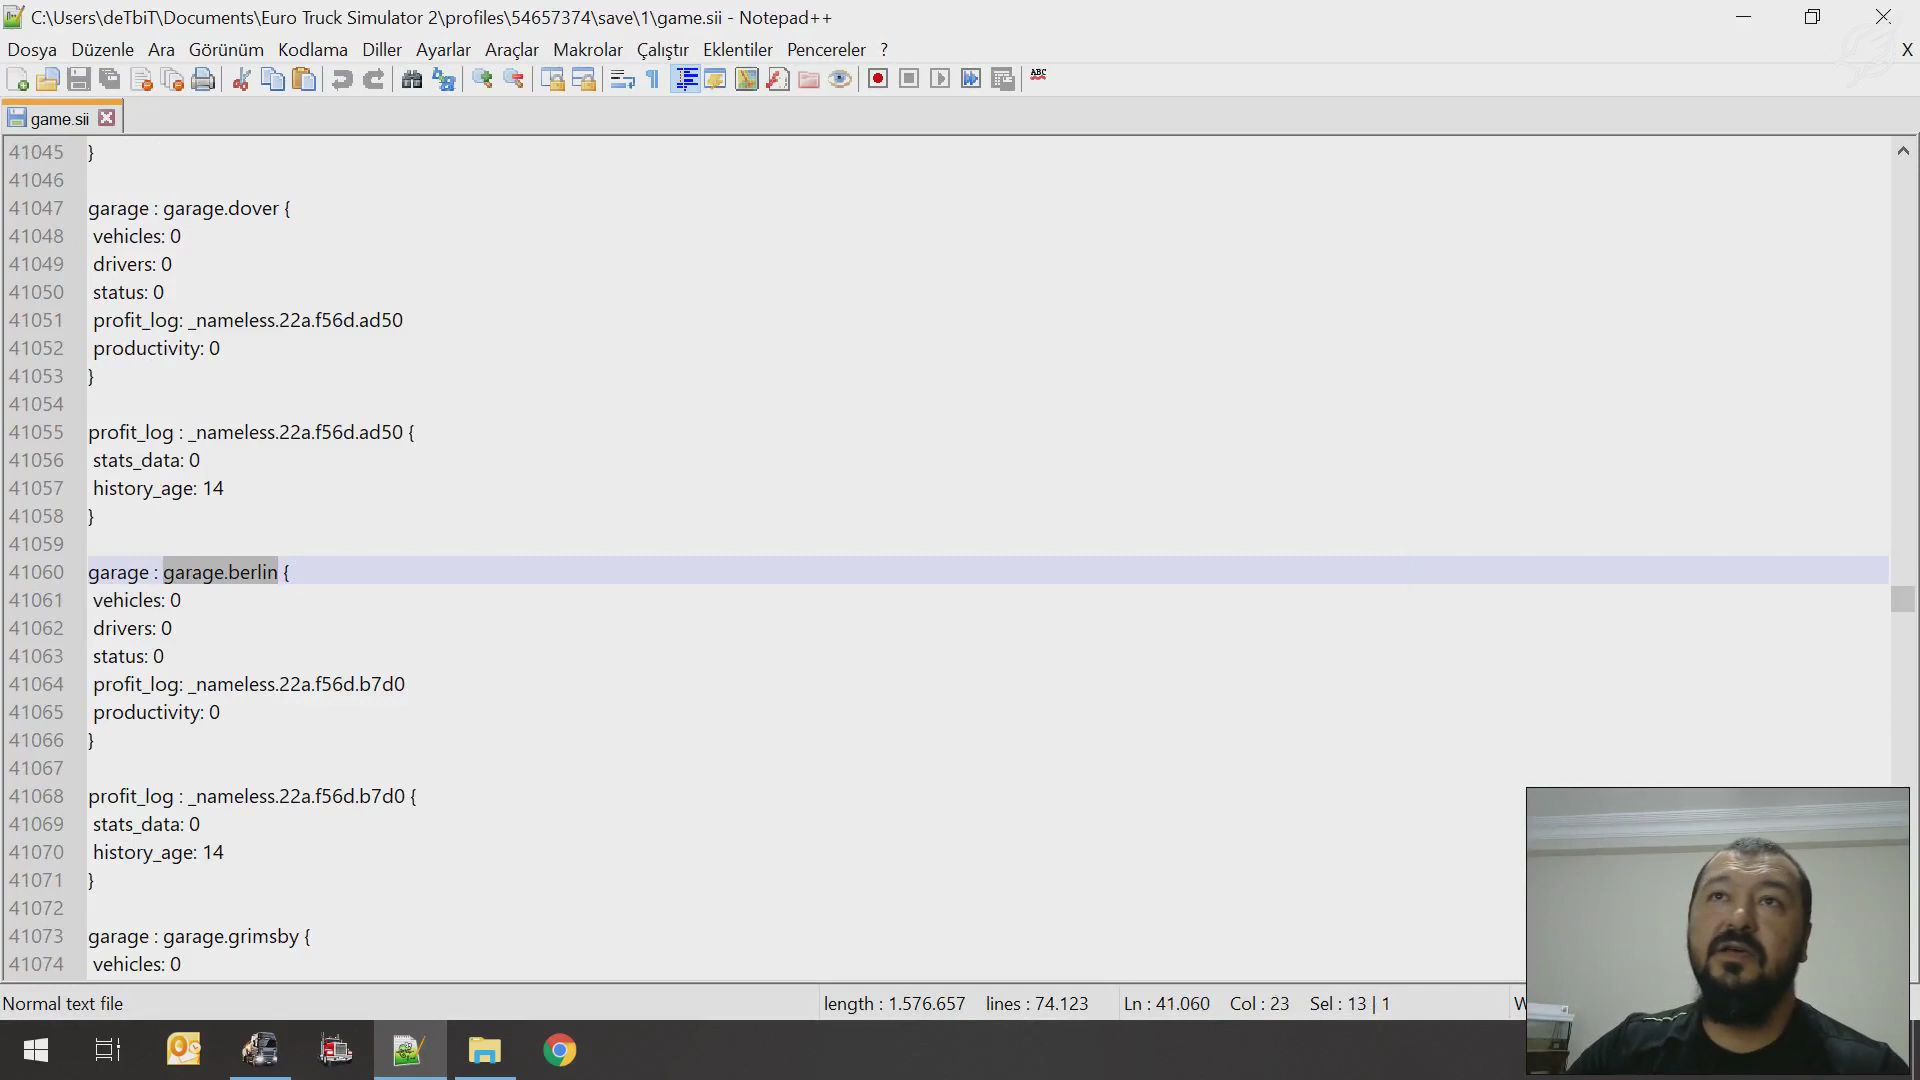 C:\Users\deTbiT\Documents\Euro Truck Simulator 2\profiles\54657374\save\1\game.sii - Notepad++
Dosya Düzenle Ara Görünüm Kodlama Diller Ayarlar Araçlar Makrolar Çalıştır Eklentiler Pencereler ? X
ABC
game.sii
41045 }
41046
41047 garage : garage.dover {
41048 vehicles: 0
41049 drivers: 0
41050 status: 0
41051 profit_log: _nameless.22a.f56d.ad50
41052 productivity: 0
41053 }
41054
41055 profit_log : _nameless.22a.f56d.ad50 {
41056 stats_data: 0
41057 history_age: 14
41058 }
41059
41060 garage : garage.berlin {
41061 vehicles: 0
41062 drivers: 0
41063 status: 0
41064 profit_log: _nameless.22a.f56d.b7d0
41065 productivity: 0
41066 }
41067
41068 profit_log : _nameless.22a.f56d.b7d0 {
41069 stats_data: 0
41070 history_age: 14
41071 }
41072
41073 garage : garage.grimsby {
41074 vehicles: 0
Normal text file length : 1.576.657 lines : 74.123 Ln : 41.060 Col : 23 Sel : 13 | 1